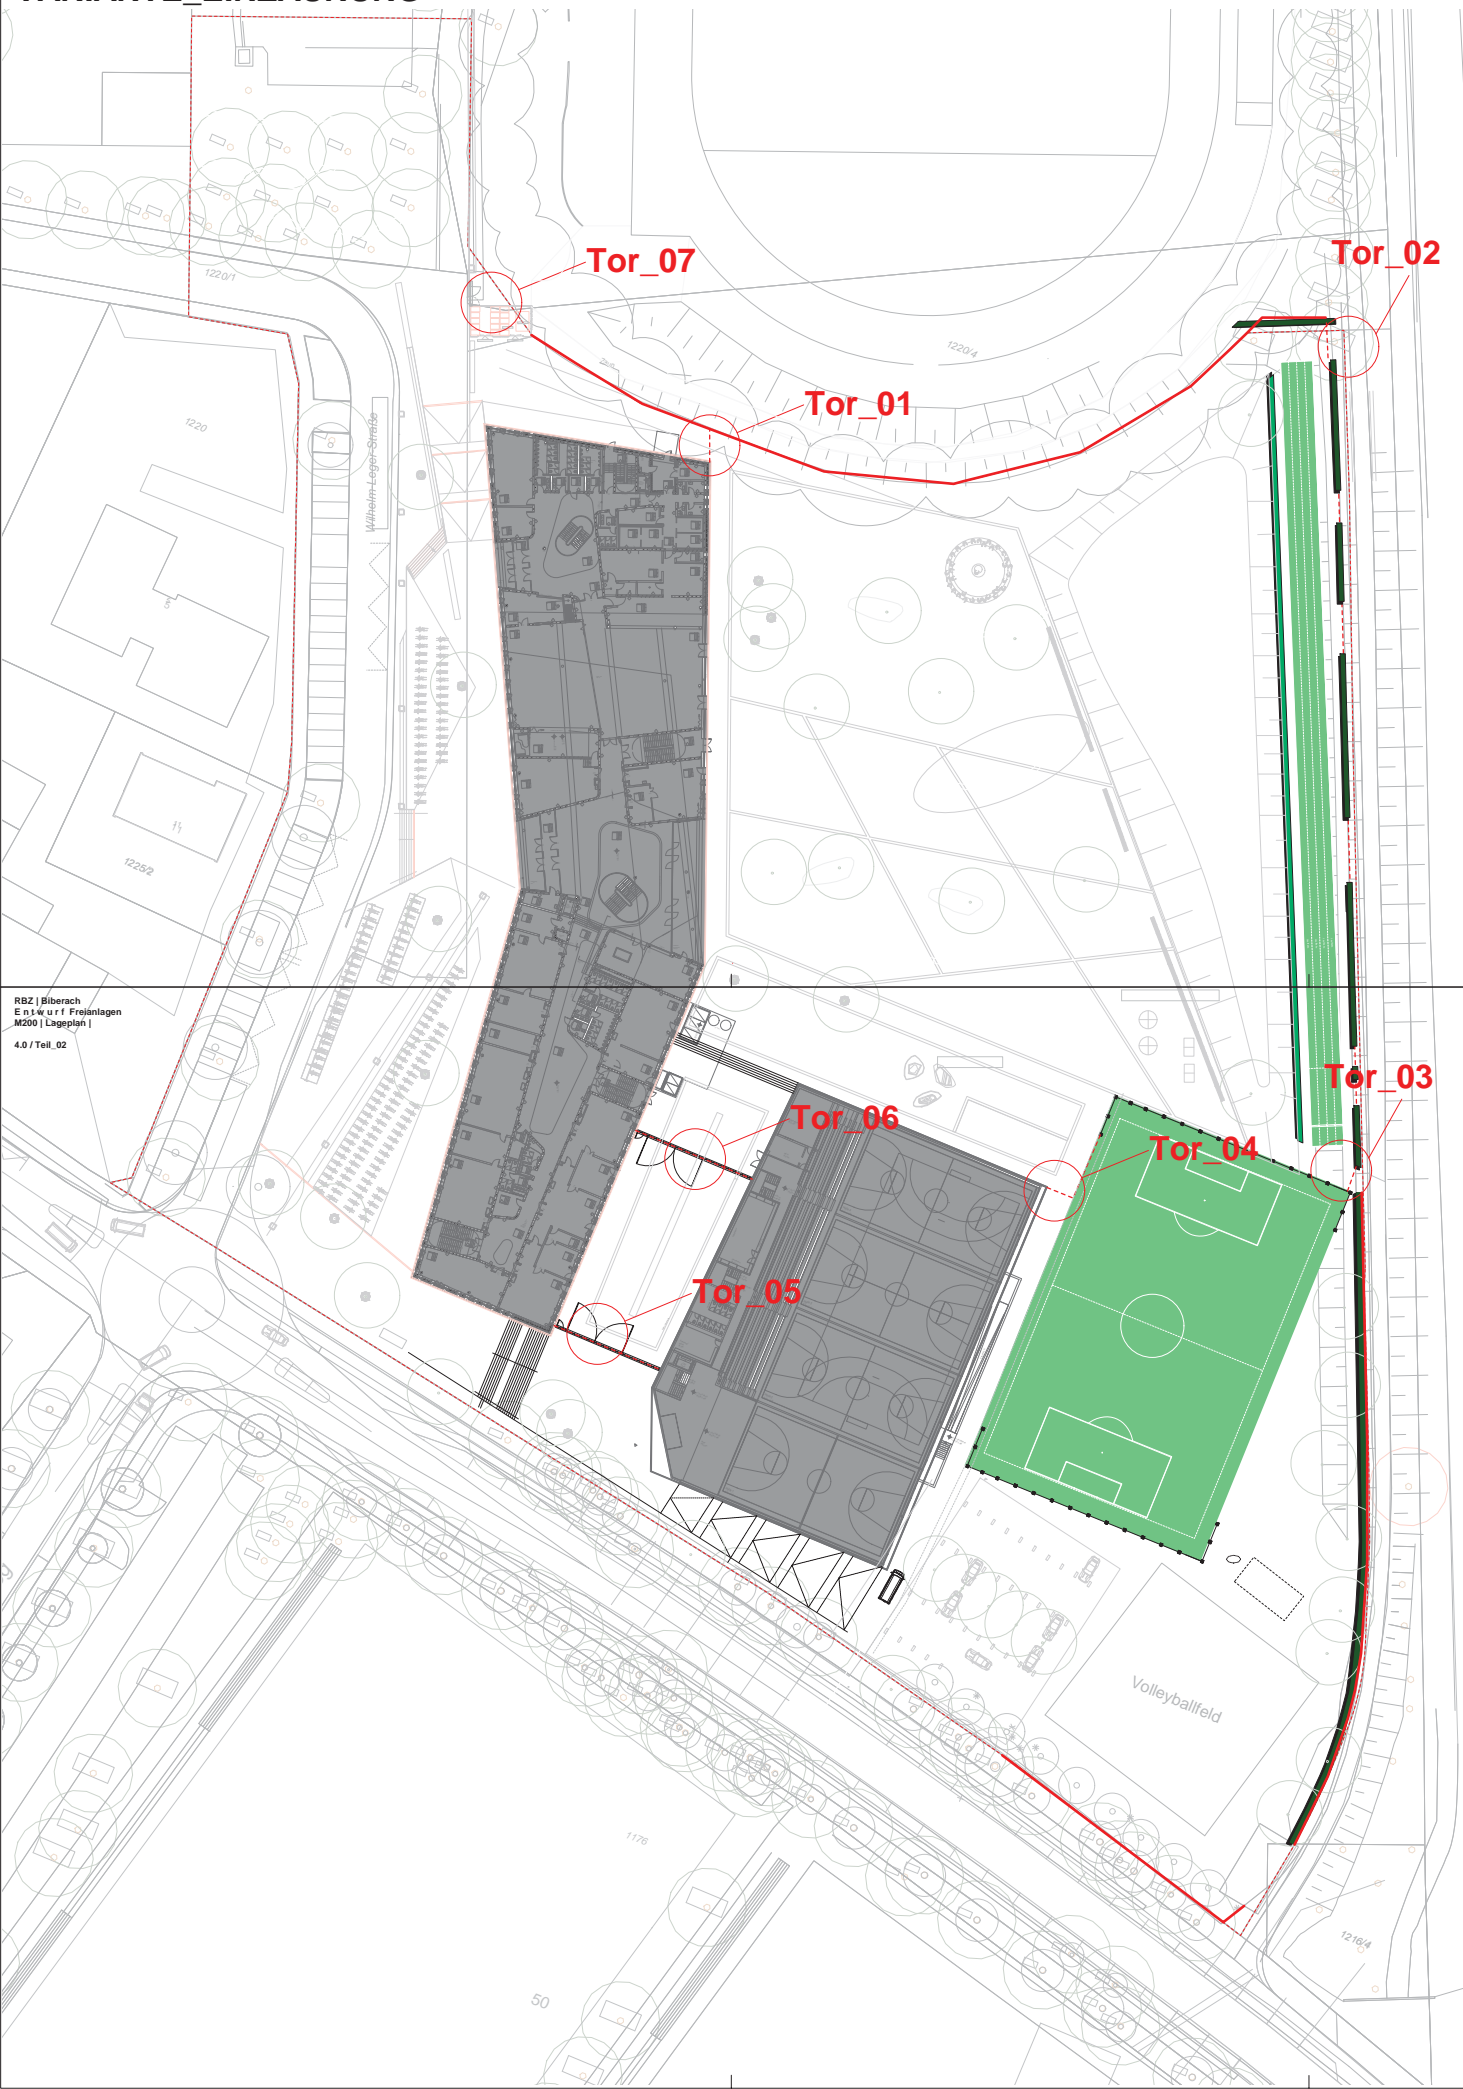 Tor_07
Tor_02
1220/1
1220/4
Tor_01
1220
Wilhelm Leger Straße
1225/2
RBZ | Biberach
E n t w u r f Freianlagen
M200 | Lageplan |
4.0 / Teil_02
Tor_03
Tor_06
Tor_04
Tor_05
Volleyballfeld
1176
1216/4
50